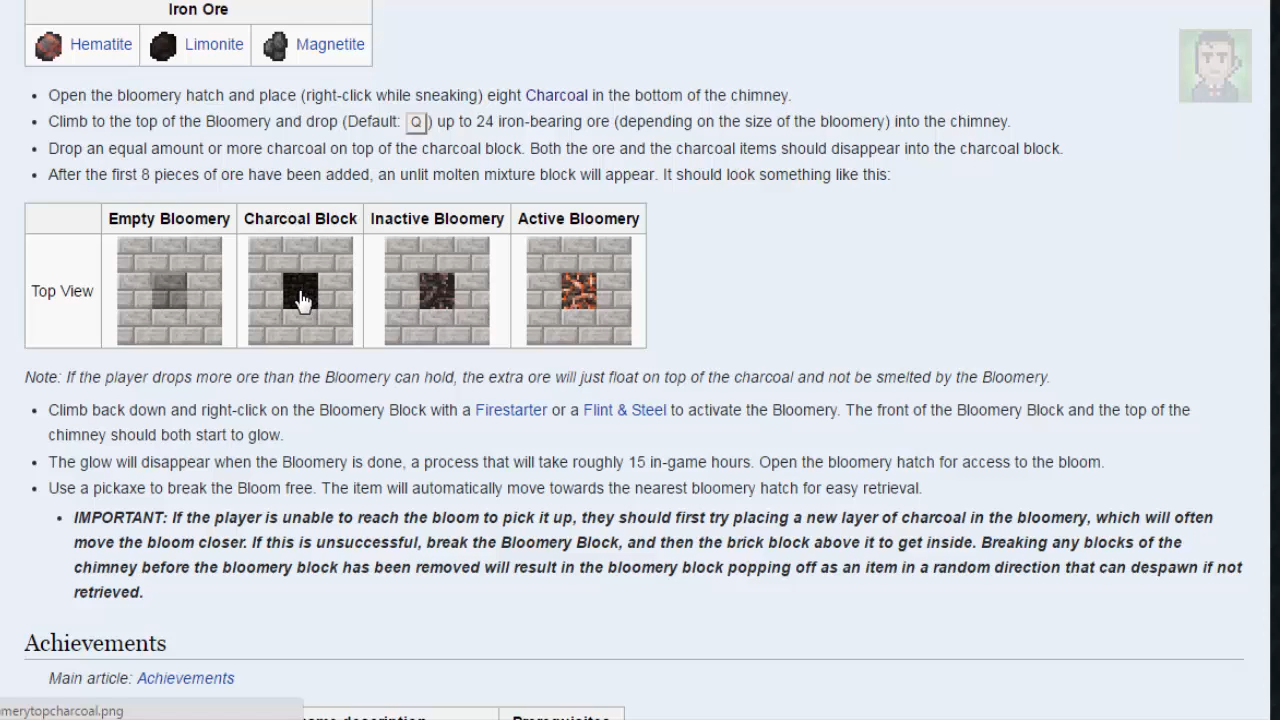 Iron Ore
Hematite Limonite Magnetite
• Open the bloomery hatch and place (right-click while sneaking) eight Charcoal in the bottom of the chimney.
• Climb to the top of the Bloomery and drop (Default: Q) up to 24 iron-bearing ore (depending on the size of the bloomery) into the chimney.
• Drop an equal amount or more charcoal on top of the charcoal block. Both the ore and the charcoal items should disappear into the charcoal block.
• After the first 8 pieces of ore have been added, an unlit molten mixture block will appear. It should look something like this:
Empty Bloomery Charcoal Block Inactive Bloomery Active Bloomery
Top View
Note: If the player drops more ore than the Bloomery can hold, the extra ore will just float on top of the charcoal and not be smelted by the Bloomery.
• Climb back down and right-click on the Bloomery Block with a Firestarter or a Flint & Steel to activate the Bloomery. The front of the Bloomery Block and the top of the
chimney should both start to glow.
• The glow will disappear when the Bloomery is done, a process that will take roughly 15 in-game hours. Open the bloomery hatch for access to the bloom.
• Use a pickaxe to break the Bloom free. The item will automatically move towards the nearest bloomery hatch for easy retrieval.
• IMPORTANT: If the player is unable to reach the bloom to pick it up, they should first try placing a new layer of charcoal in the bloomery, which will often
move the bloom closer. If this is unsuccessful, break the Bloomery Block, and then the brick block above it to get inside. Breaking any blocks of the
chimney before the bloomery block has been removed will result in the bloomery block popping off as an item in a random direction that can despawn if not
retrieved.
Achievements
Main article: Achievements
merytopcharcoal.png
description Prerequisites